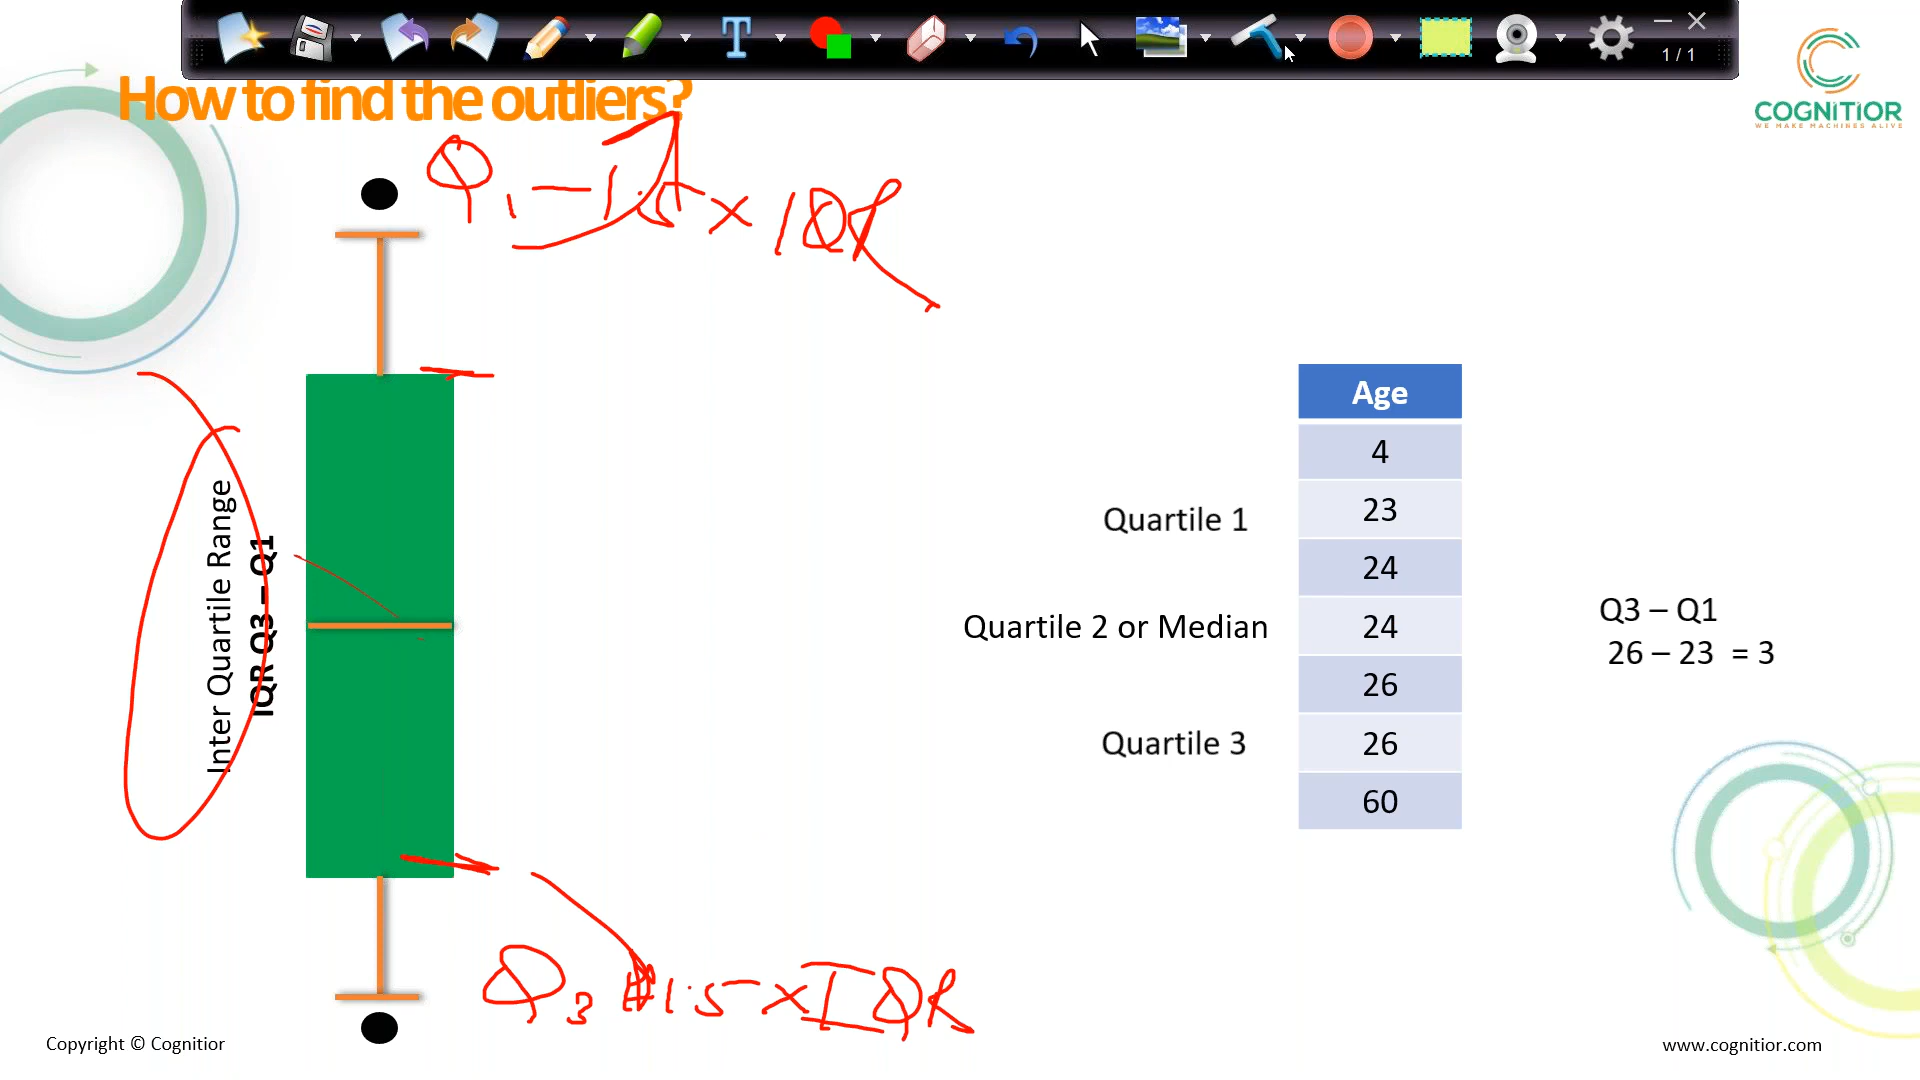 1 / 1
How to find the outliers?
COGNITIOR
WE MAKE MACHINES ALIVE
Q1 – 1.5 × IQR
Inter Quartile Range
IQR Q3 – Q1
Age
4
Quartile 1
23
24
Quartile 2 or Median
24
26
Quartile 3
26
60
Q3 – Q1
26 – 23 = 3
Q3 + 1.5 × IQR
Copyright © Cognitior
www.cognitior.com